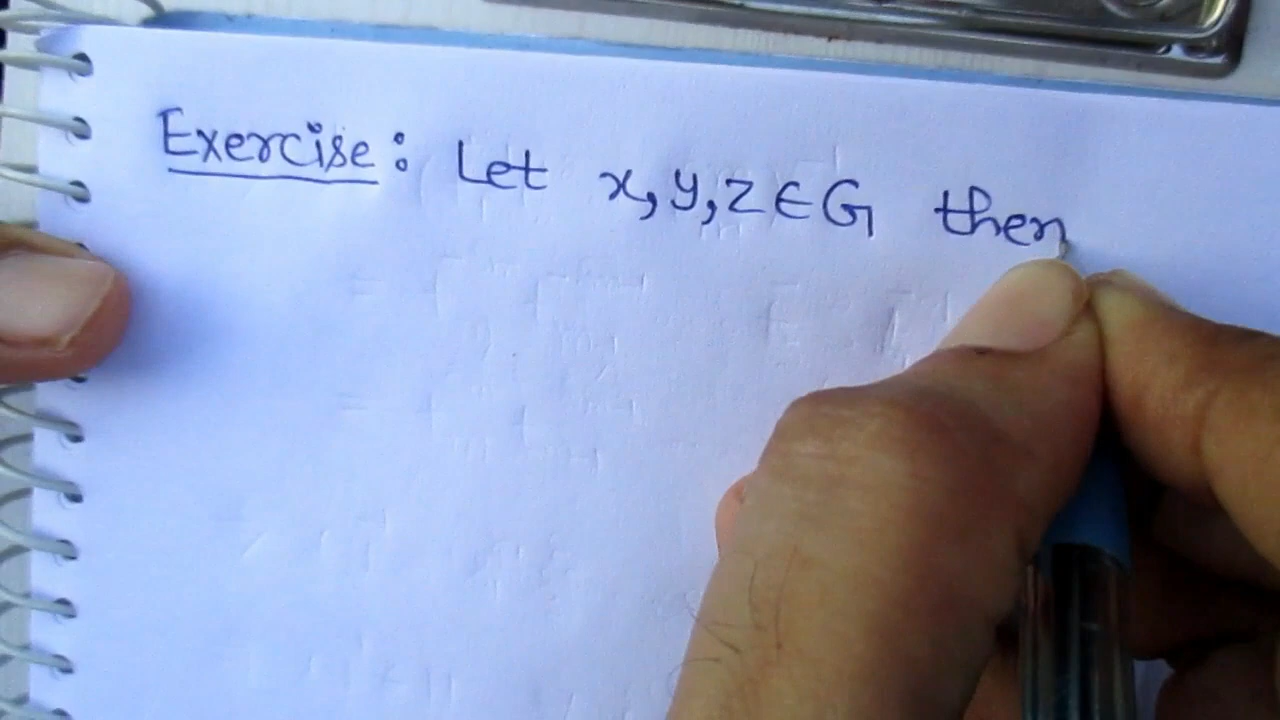 Exercise: Let x, y, z ∈ G then